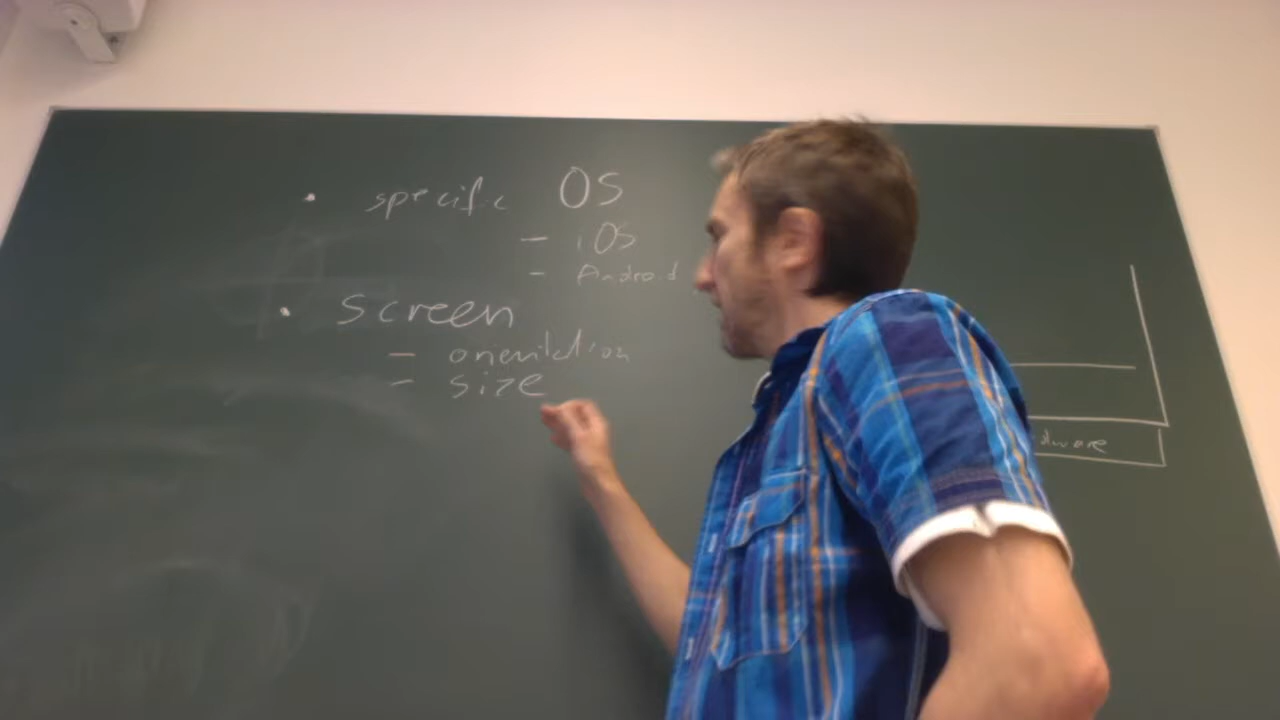 • specific OS
– iOS
– Android
• screen
– orientation
– size
dware